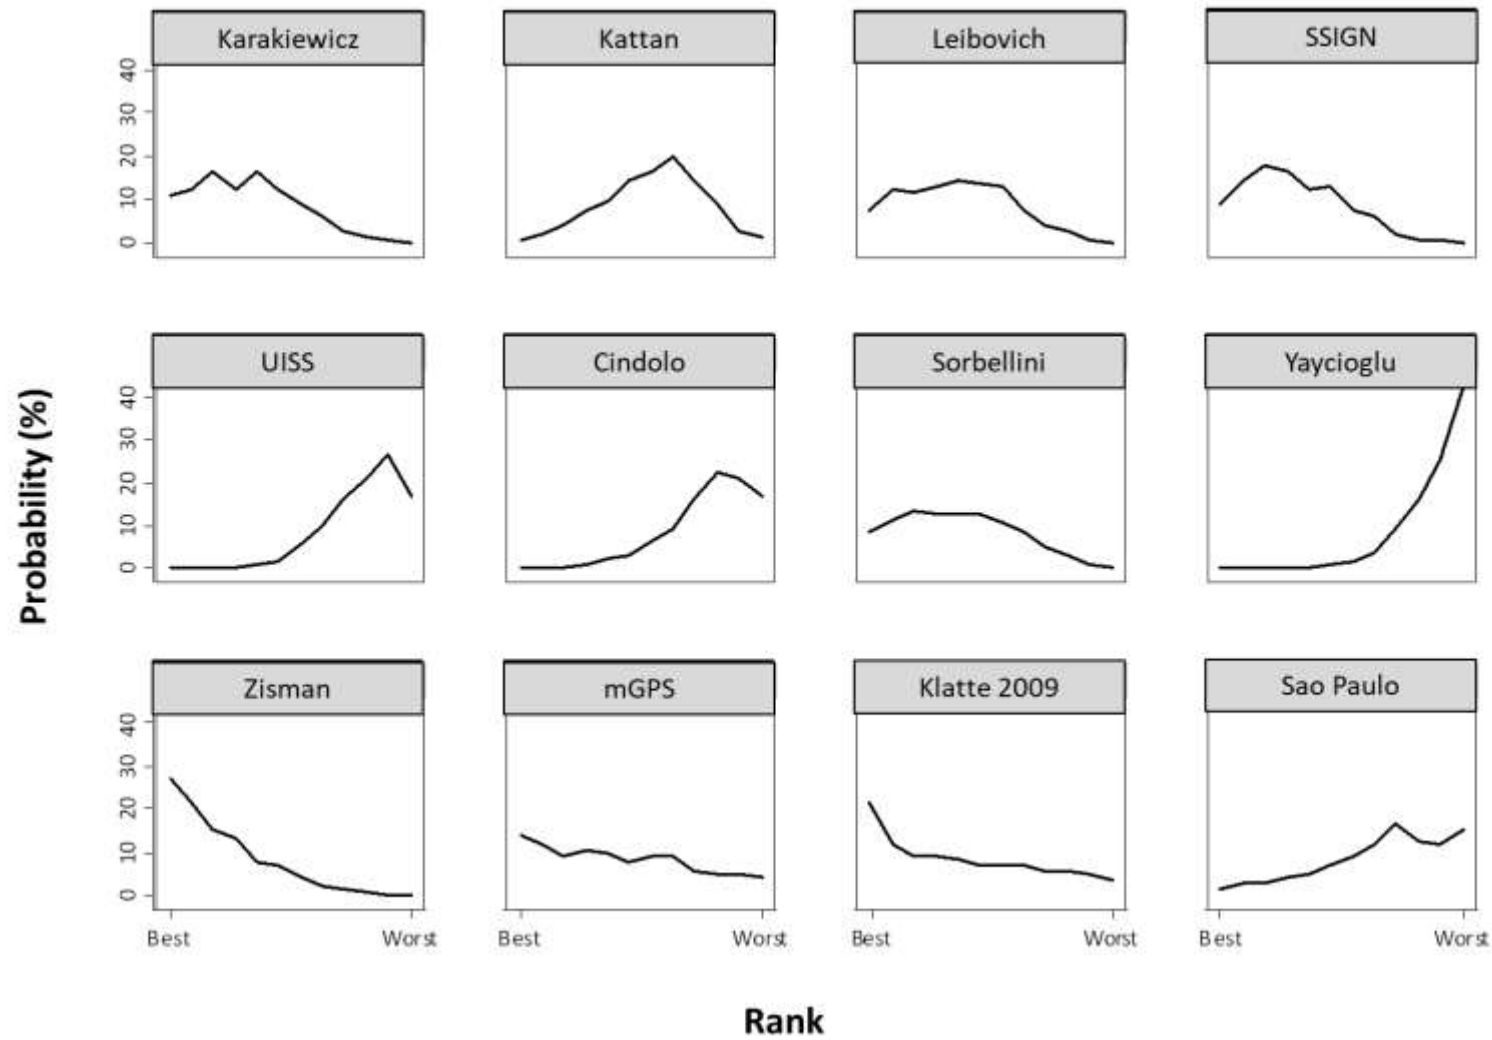 Karakiewicz
Kattan
Leibovich
SSIGN
40
30
20
10
0
UISS
Cindolo
Sorbellini
Yaycioglu
40
30
20
10
0
Probability (%)
Zisman
mGPS
Klatte 2009
Sao Paulo
40
30
20
10
0
Best Worst
Best Worst
Best Worst
Best Worst
Rank